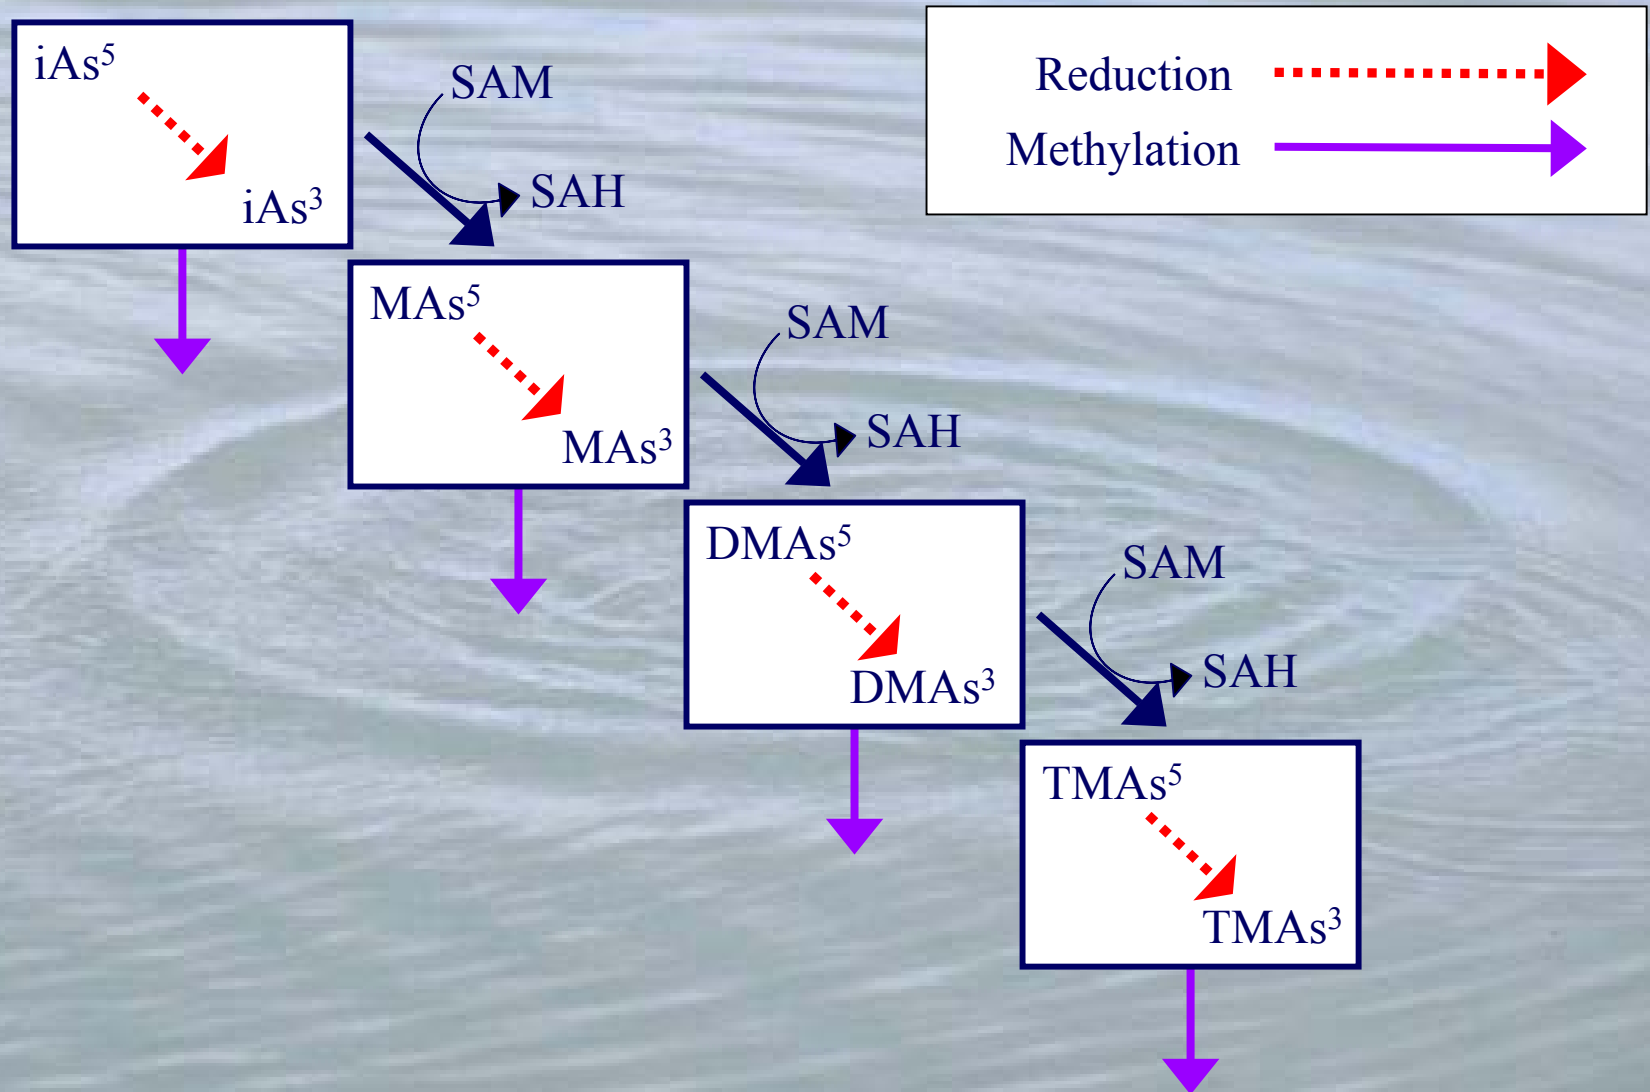 iAs⁵
iAs³
SAM
SAH
Reduction
Methylation
MAs⁵
MAs³
SAM
SAH
DMAs⁵
DMAs³
SAM
SAH
TMAs⁵
TMAs³